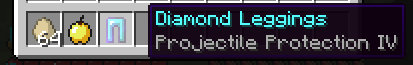 64
Diamond Leggings
Projectile Protection IV